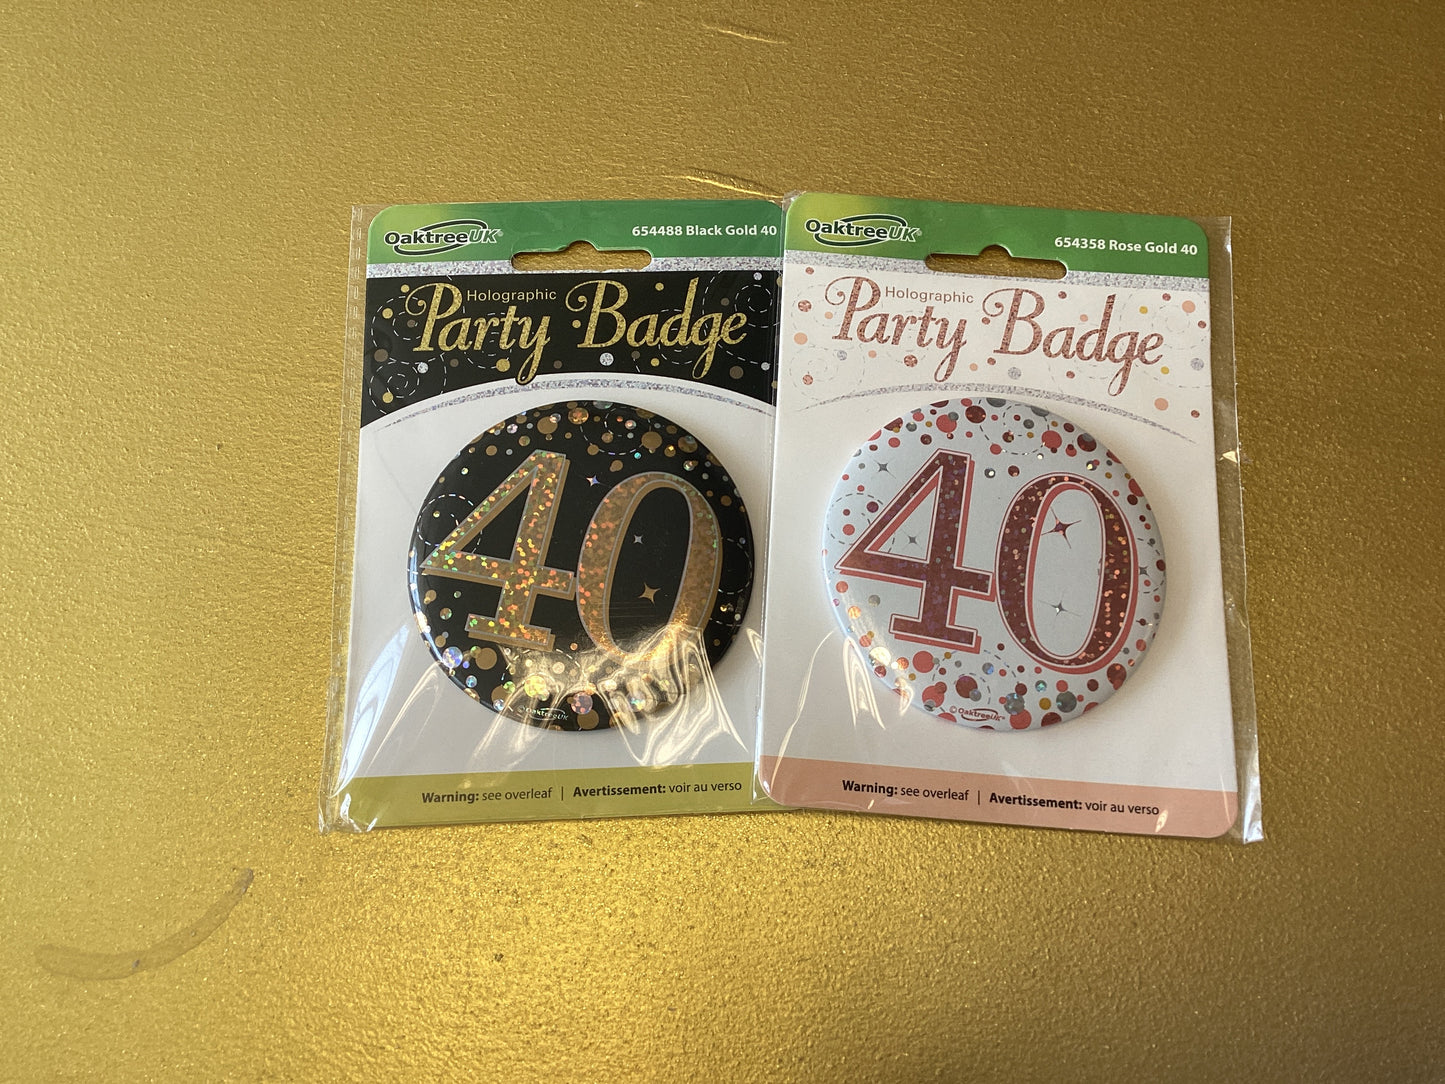 OaktreeUK®
654488 Black Gold 40
Holographic
Party Badge
40
©OaktreeUK
Warning: see overleaf | Avertissement: voir au verso
OaktreeUK®
654358 Rose Gold 40
Holographic
Party Badge
40
©OaktreeUK®
Warning: see overleaf | Avertissement: voir au verso